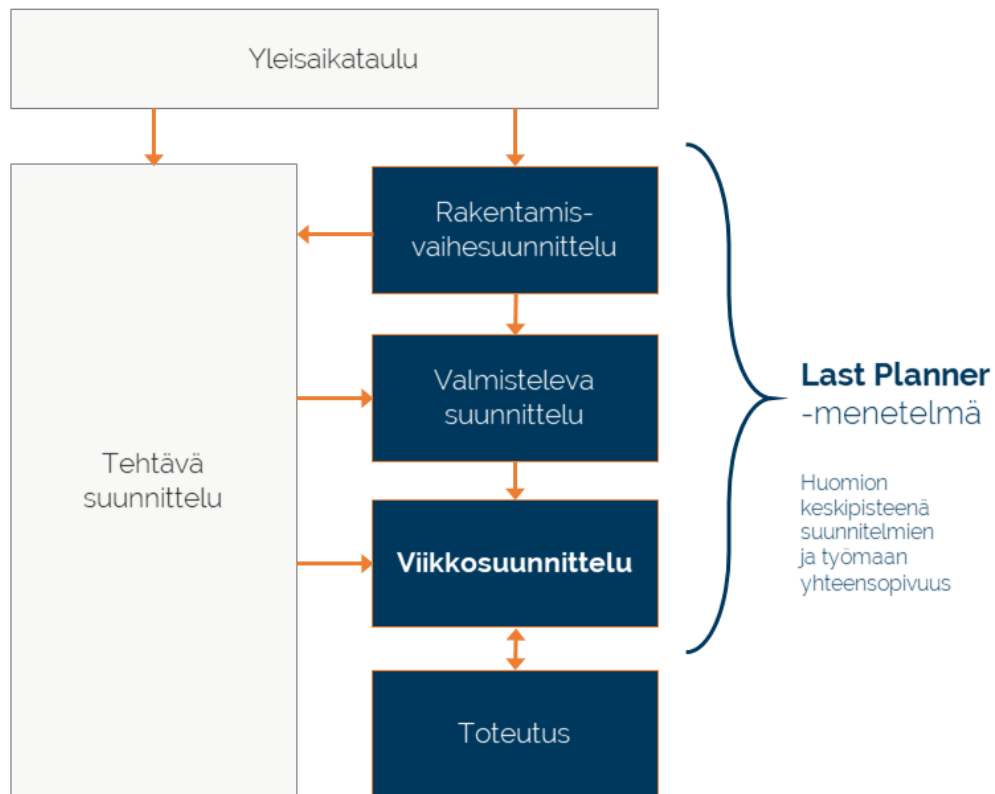 Yleisaikataulu
Rakentamis-
vaihesuunnittelu
Valmisteleva
suunnittelu
Tehtävä
suunnittelu
Viikkosuunnittelu
Toteutus
Last Planner
-menetelmä
Huomion
keskipisteenä
suunnitelmien
ja työmaan
yhteensopivuus